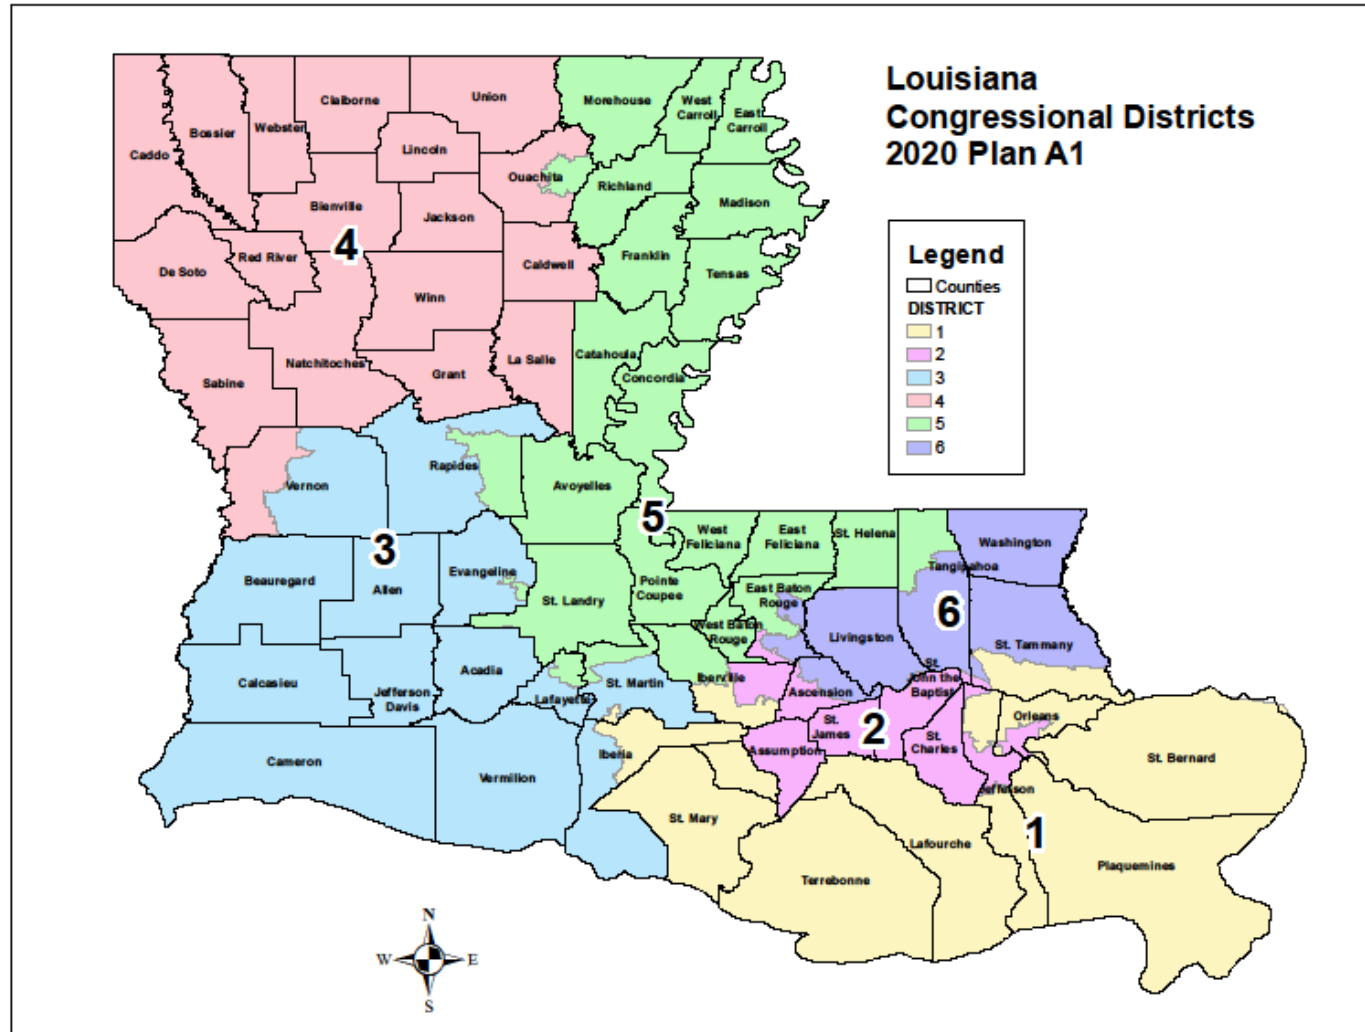 Louisiana
Congressional Districts
2020 Plan A1
Legend
Counties
DISTRICT
1
2
3
4
5
6
Caddo
Bossier
Webster
Claiborne
Union
Lincoln
Ouachita
Morehouse
West
Carroll
East
Carroll
Richland
Madison
Bienville
Jackson
4
De Soto
Red River
Winn
Caldwell
Franklin
Tensas
Sabine
Natchitoches
Grant
La Salle
Catahoula
Concordia
Vernon
Rapides
Avoyelles
5
3
Beauregard
Allen
Evangeline
St. Landry
Pointe
Coupee
West
Feliciana
East
Feliciana
St. Helena
Tangipahoa
Washington
East Baton
Rouge
West Baton
Rouge
Livingston
6
St. Tammany
Calcasieu
Jefferson
Davis
Acadia
Lafayette
St. Martin
Iberville
Ascension
St.
John the
Baptist
Orleans
St. Bernard
Cameron
Vermilion
Iberia
Assumption
St.
James
2
St.
Charles
Jefferson
St. Mary
Terrebonne
Lafourche
1
Plaquemines
N
W
E
S